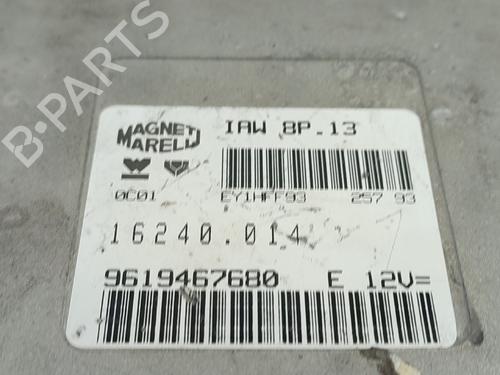 B-PARTS
MAGNETI MARELLI
IAW 8P.13
0C01 EY1HFF93 257 93
16240.014
9619467680 E 12V=